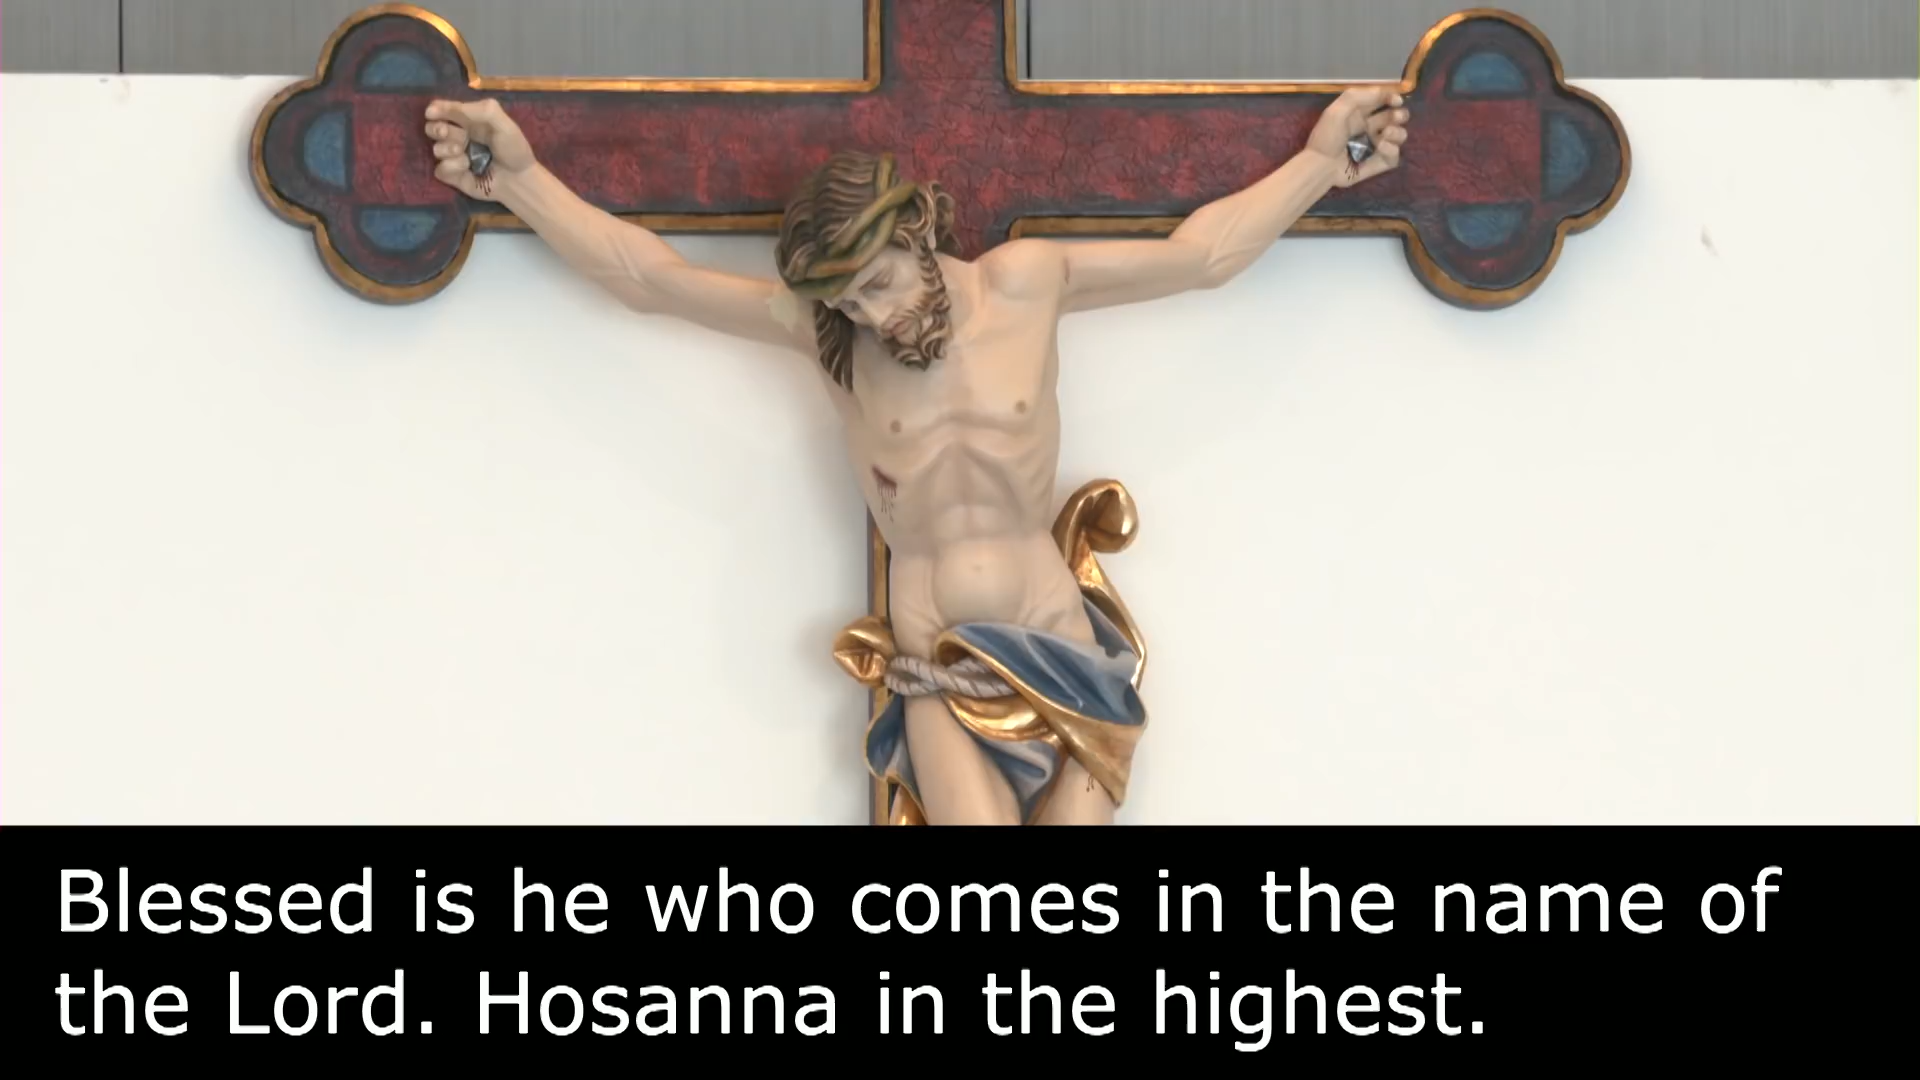 Blessed is he who comes in the name of
the Lord. Hosanna in the highest.